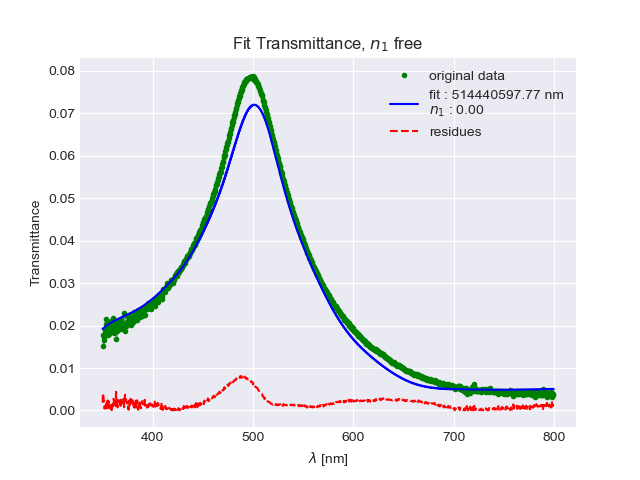 Fit Transmittance, n₁ free
original data
fit : 514440597.77 nm
n₁ : 0.00
residues
Transmittance
0.08
0.07
0.06
0.05
0.04
0.03
0.02
0.01
0.00
400 500 600 700 800
λ [nm]